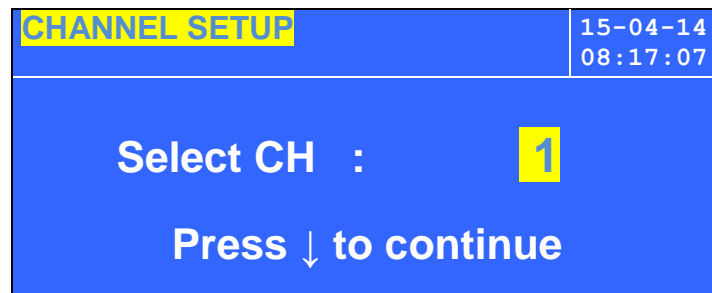 CHANNEL SETUP
15-04-14
08:17:07
Select CH : 1
Press ↓ to continue